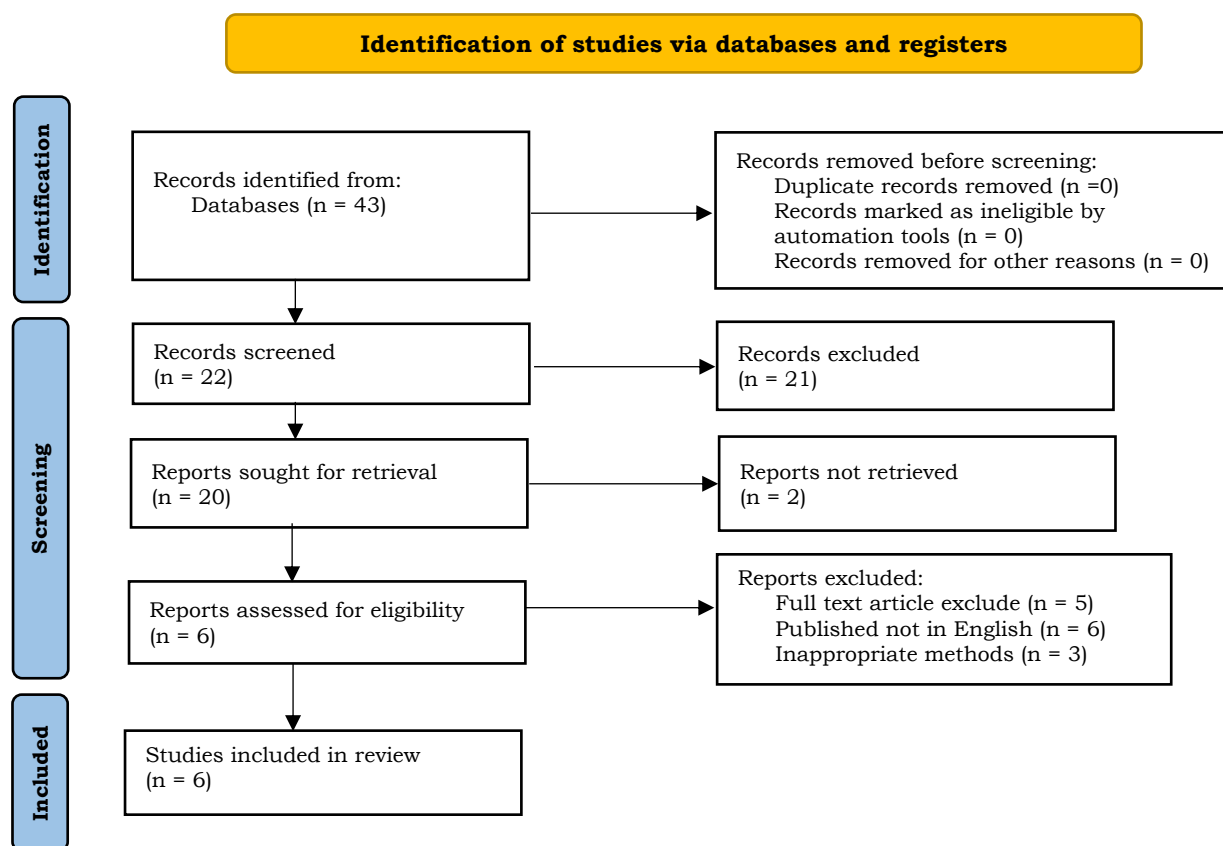 Identification of studies via databases and registers
Identification
Records identified from:
Databases (n = 43)
Records removed before screening:
Duplicate records removed (n =0)
Records marked as ineligible by
automation tools (n = 0)
Records removed for other reasons (n = 0)
Screening
Records screened
(n = 22)
Records excluded
(n = 21)
Reports sought for retrieval
(n = 20)
Reports not retrieved
(n = 2)
Reports assessed for eligibility
(n = 6)
Reports excluded:
Full text article exclude (n = 5)
Published not in English (n = 6)
Inappropriate methods (n = 3)
Included
Studies included in review
(n = 6)